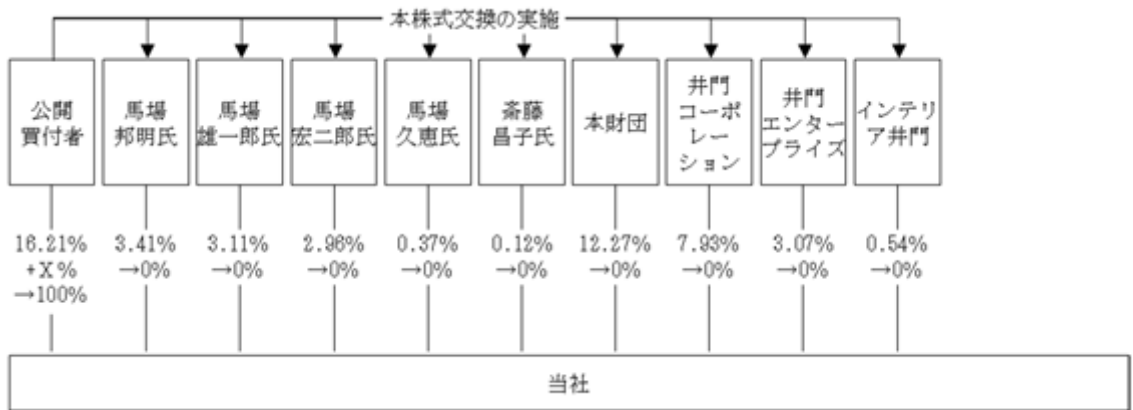 本株式交換の実施
公開
買付者
馬場
邦明氏
馬場
雄一郎氏
馬場
宏二郎氏
馬場
久恵氏
斎藤
昌子氏
本財団
井門
コーポ
レー
ション
井門
エンター
プライズ
インテリ
ア井門
16.21%
+X%
→100%
3.41%
→0%
3.11%
→0%
2.96%
→0%
0.37%
→0%
0.12%
→0%
12.27%
→0%
7.93%
→0%
3.07%
→0%
0.54%
→0%
当社